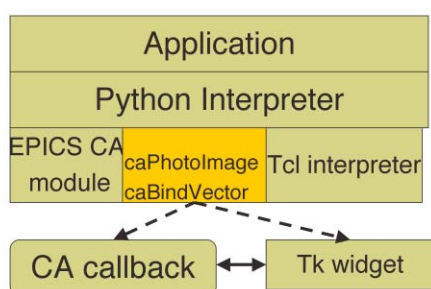 Application
Python Interpreter
EPICS CA
module
caPhotoImage
caBindVector
Tcl interpreter
CA callback
Tk widget